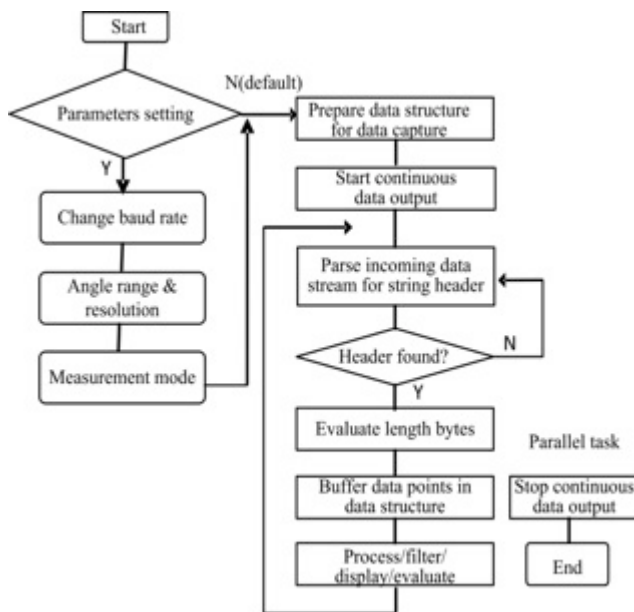 Start
N(default)
Parameters setting
Y
Change baud rate
Angle range &
resolution
Measurement mode
Prepare data structure
for data capture
Start continuous
data output
Parse incoming data
stream for string header
Header found?
N
Y
Evaluate length bytes
Buffer data points in
data structure
Process/filter/
display/evaluate
Parallel task
Stop continuous
data output
End